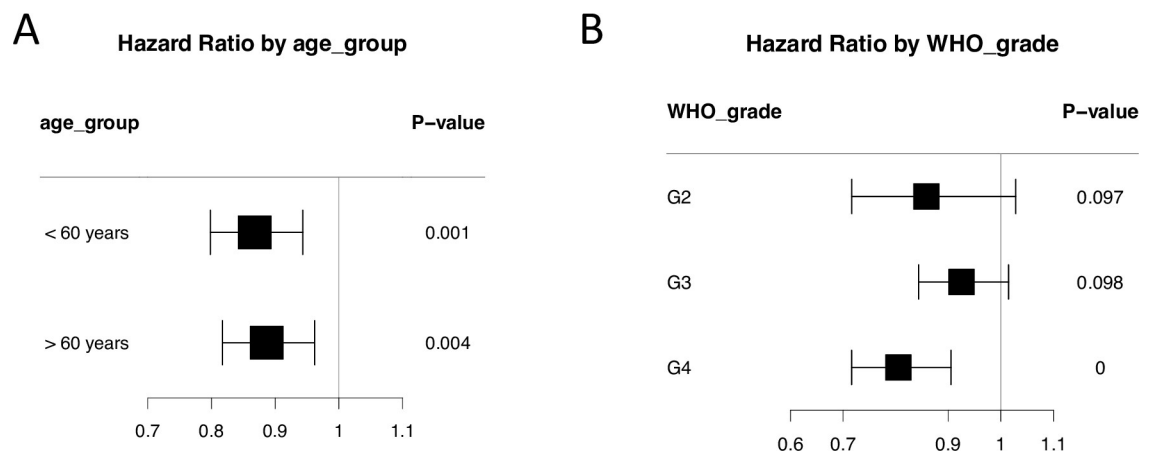 A
Hazard Ratio by age_group
age_group P-value
< 60 years 0.001
> 60 years 0.004
0.7 0.8 0.9 1 1.1
B
Hazard Ratio by WHO_grade
WHO_grade P-value
G2 0.097
G3 0.098
G4 0
0.6 0.7 0.9 1 1.1